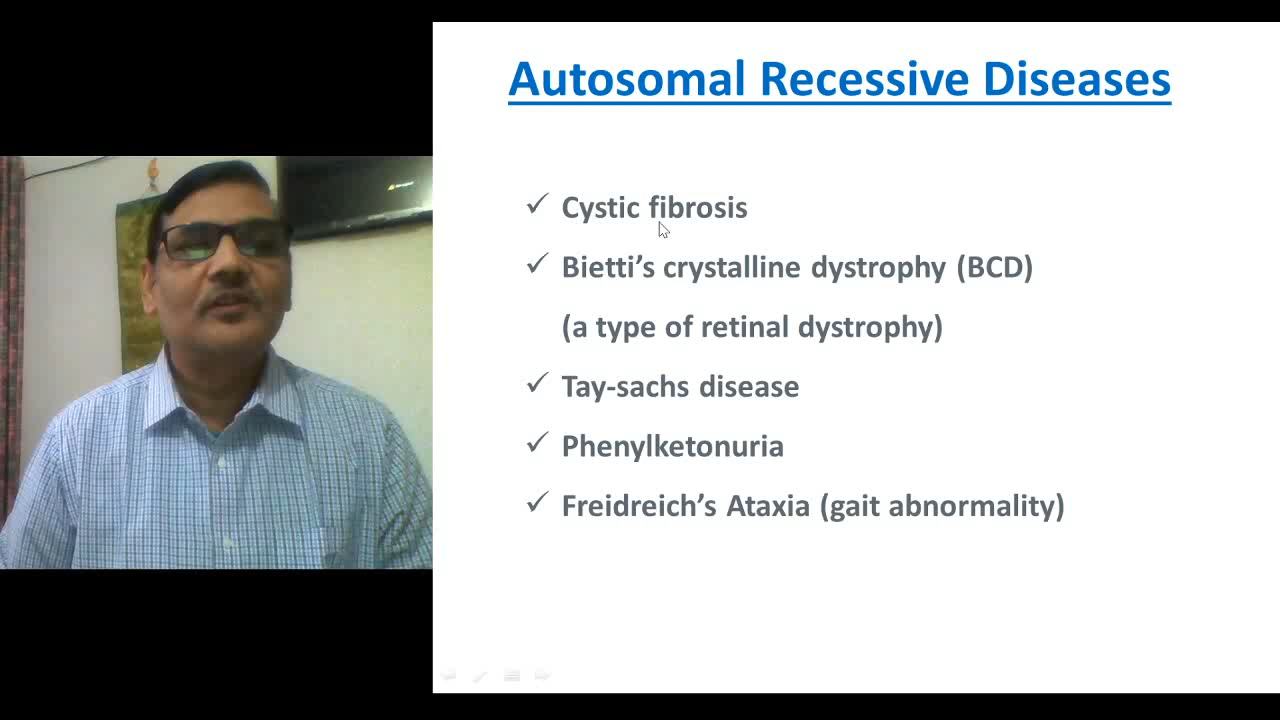 Autosomal Recessive Diseases
✓ Cystic fibrosis
✓ Bietti’s crystalline dystrophy (BCD)
(a type of retinal dystrophy)
✓ Tay-sachs disease
✓ Phenylketonuria
✓ Freidreich’s Ataxia (gait abnormality)